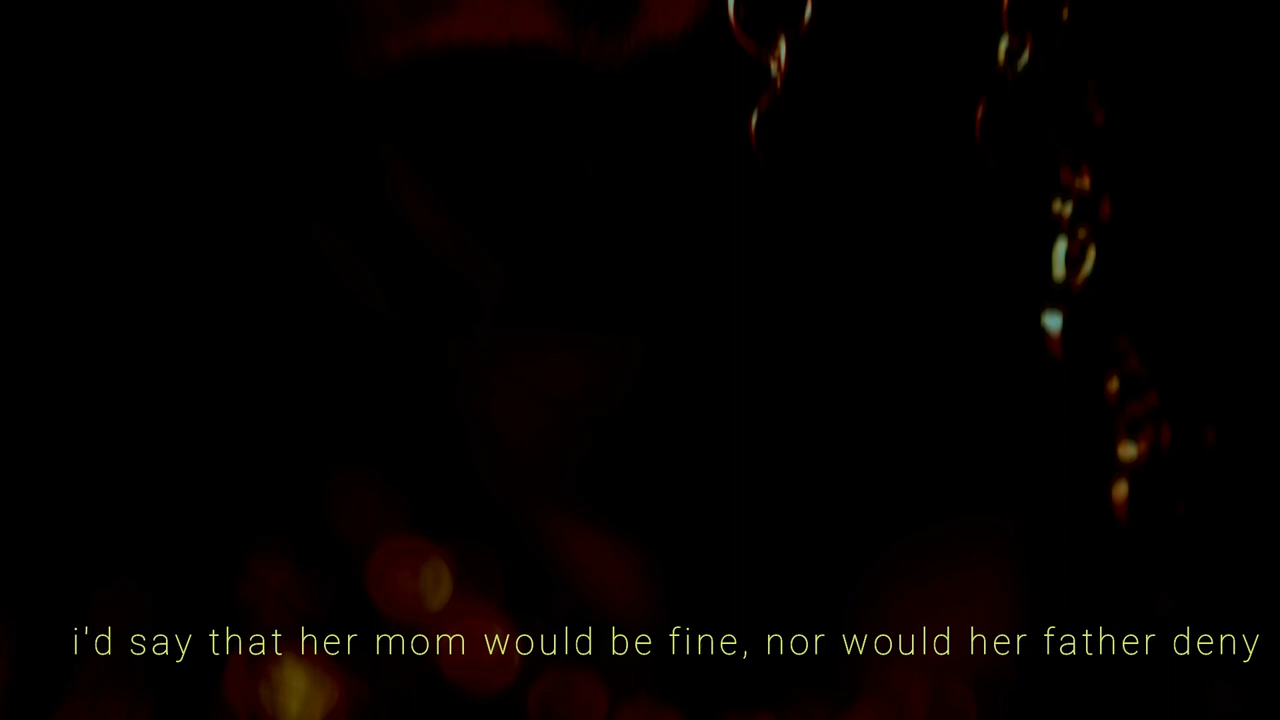 i'd say that her mom would be fine, nor would her father deny